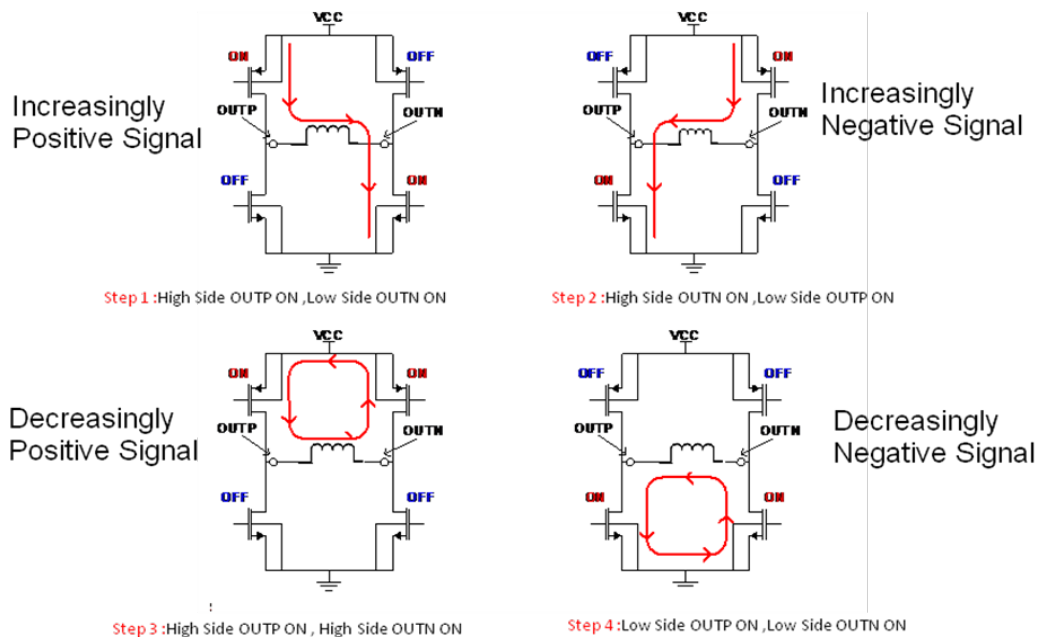 VCC
ON
OFF
Increasingly
Positive Signal
OUTP
OUTN
OFF
ON
Step 1 :High Side OUTP ON ,Low Side OUTN ON
VCC
OFF
ON
OUTP
OUTN
Increasingly
Negative Signal
ON
OFF
Step 2 :High Side OUTN ON ,Low Side OUTP ON
VCC
ON
ON
Decreasingly
Positive Signal
OUTP
OUTN
OFF
OFF
Step 3 :High Side OUTP ON , High Side OUTN ON
VCC
OFF
OFF
OUTP
OUTN
Decreasingly
Negative Signal
ON
ON
Step 4 :Low Side OUTP ON ,Low Side OUTN ON